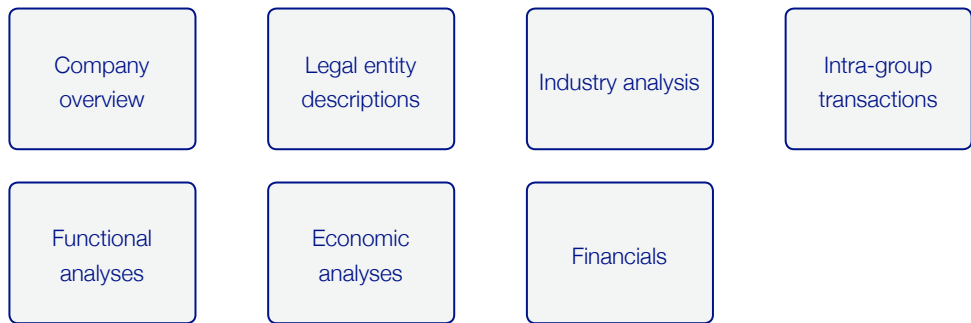 Company
overview
Legal entity
descriptions
Industry analysis
Intra-group
transactions
Functional
analyses
Economic
analyses
Financials